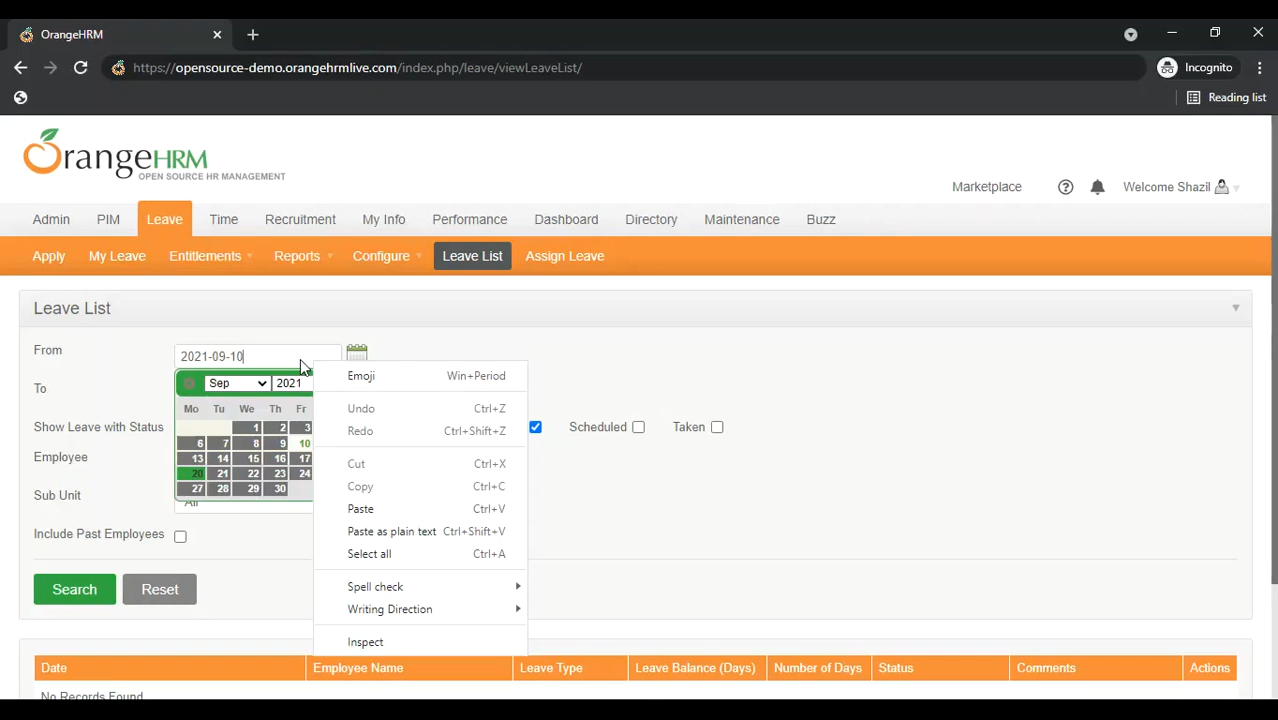 OrangeHRM
https://opensource-demo.orangehrmlive.com/index.php/leave/viewLeaveList/
Incognito
Reading list
OrangeHRM
OPEN SOURCE HR MANAGEMENT
Marketplace
Welcome Shazil
Admin PIM Leave Time Recruitment My Info Performance Dashboard Directory Maintenance Buzz
Apply My Leave Entitlements Reports Configure Leave List Assign Leave
Leave List
From 2021-09-10
To
Sep 2021
Mo Tu We Th Fr
1 2 3
6 7 8 9 10
13 14 15 16 17
20 21 22 23 24
27 28 29 30
Show Leave with Status Scheduled Taken
Employee
Sub Unit All
Include Past Employees
Search Reset
Emoji Win+Period
Undo Ctrl+Z
Redo Ctrl+Shift+Z
Cut Ctrl+X
Copy Ctrl+C
Paste Ctrl+V
Paste as plain text Ctrl+Shift+V
Select all Ctrl+A
Spell check
Writing Direction
Inspect
Date Employee Name Leave Type Leave Balance (Days) Number of Days Status Comments Actions
No Records Found